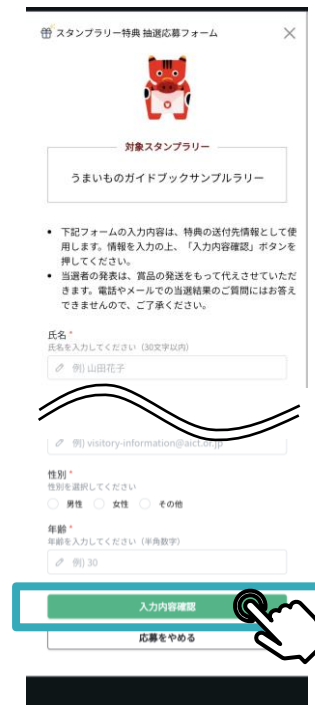 スタンプラリー特典 抽選応募フォーム
対象スタンプラリー
うまいものガイドブックサンプルラリー
• 下記フォームの入力内容は、特典の送付先情報として使
用します。情報を入力の上、「入力内容確認」ボタンを
押してください。
• 当選者の発表は、賞品の発送をもって代えさせていただ
きます。電話やメールでの当選結果のご質問にはお答え
できませんので、ご了承ください。
氏名 *
氏名を入力してください（30文字以内）
例) 山田花子
例) visitory-information@aict.or.jp
性別 *
性別を選択してください
男性 女性 その他
年齢 *
年齢を入力してください（半角数字）
例) 30
入力内容確認
応募をやめる